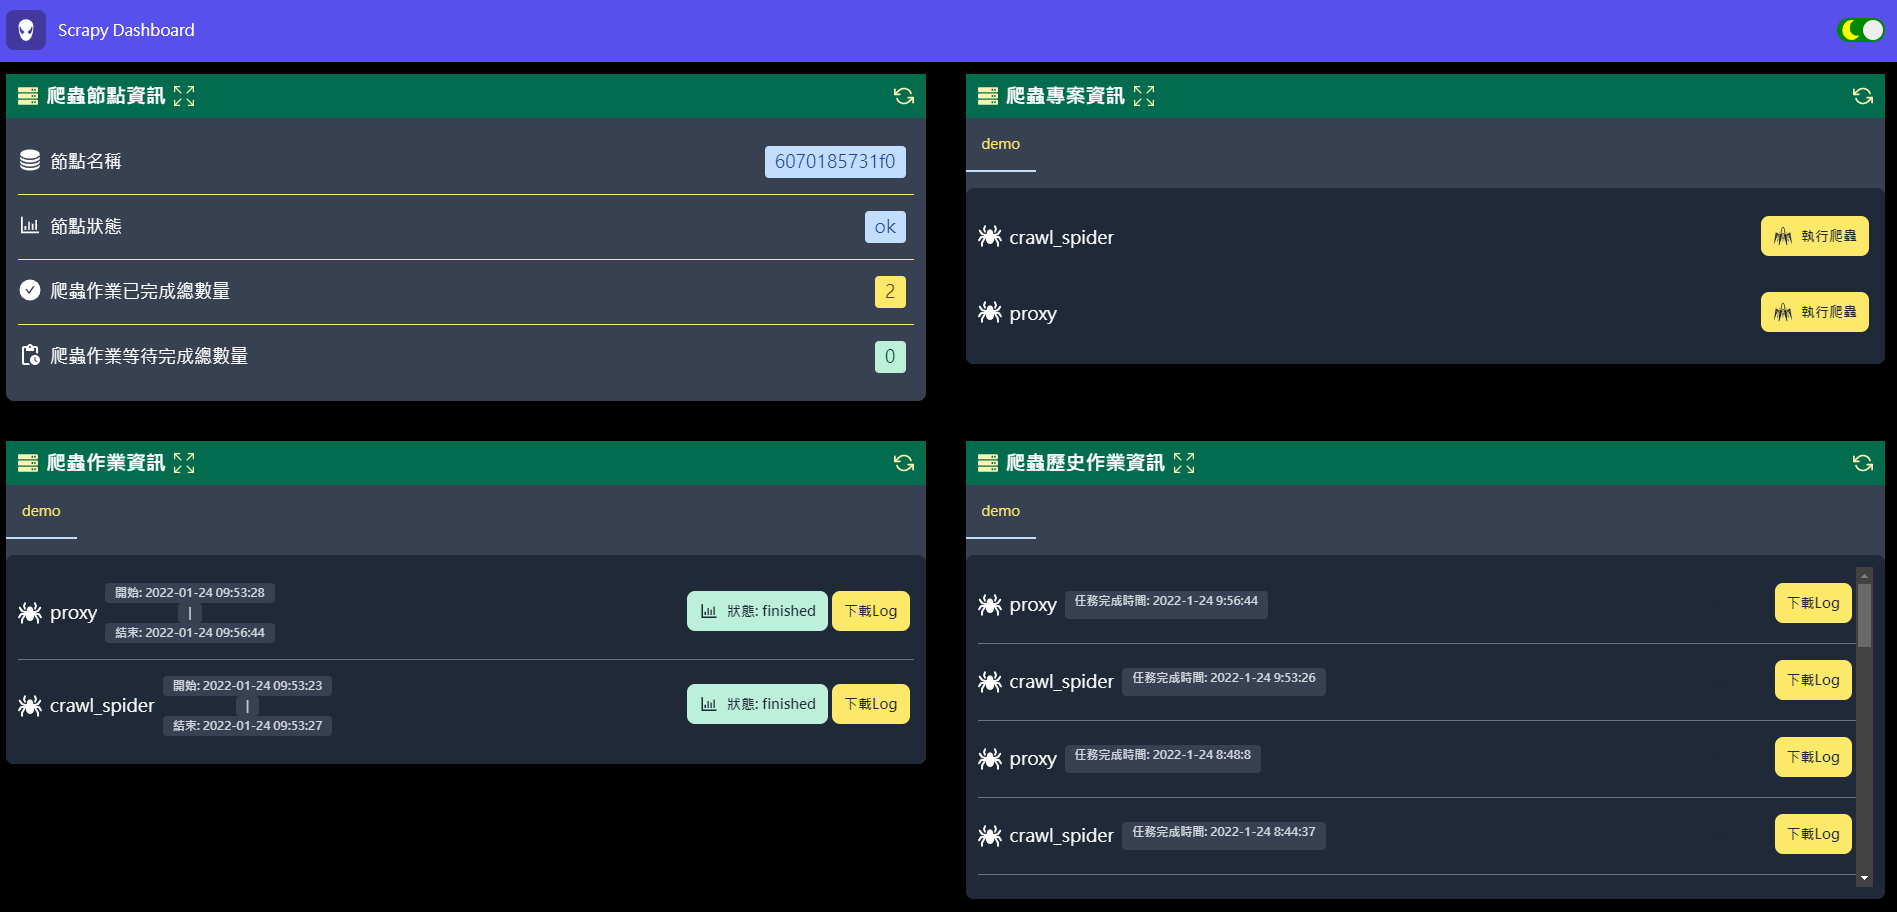 Scrapy Dashboard
爬蟲節點資訊
節點名稱 6070185731f0
節點狀態 ok
爬蟲作業已完成總數量 2
爬蟲作業等待完成總數量 0
爬蟲專案資訊
demo
crawl_spider 執行爬蟲
proxy 執行爬蟲
爬蟲作業資訊
demo
開始: 2022-01-24 09:53:28
|
proxy 狀態: finished 下載Log
結束: 2022-01-24 09:56:44
開始: 2022-01-24 09:53:23
|
crawl_spider 狀態: finished 下載Log
結束: 2022-01-24 09:53:27
爬蟲歷史作業資訊
demo
proxy 任務完成時間: 2022-1-24 9:56:44 下載Log
crawl_spider 任務完成時間: 2022-1-24 9:53:26 下載Log
proxy 任務完成時間: 2022-1-24 8:48:8 下載Log
crawl_spider 任務完成時間: 2022-1-24 8:44:37 下載Log